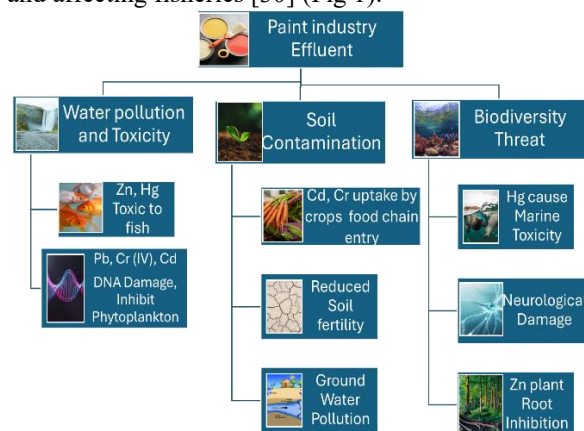 and affecting fisheries [30] (Fig 1).
Paint industry
Effluent
Water pollution
and Toxicity
Zn, Hg
Toxic to
fish
Pb, Cr (IV), Cd
DNA Damage,
Inhibit
Phytoplankton
Soil
Contamination
Cd, Cr uptake by
crops food chain
entry
Reduced
Soil
fertility
Ground
Water
Pollution
Biodiversity
Threat
Hg cause
Marine
Toxicity
Neurological
Damage
Zn plant
Root
Inhibition